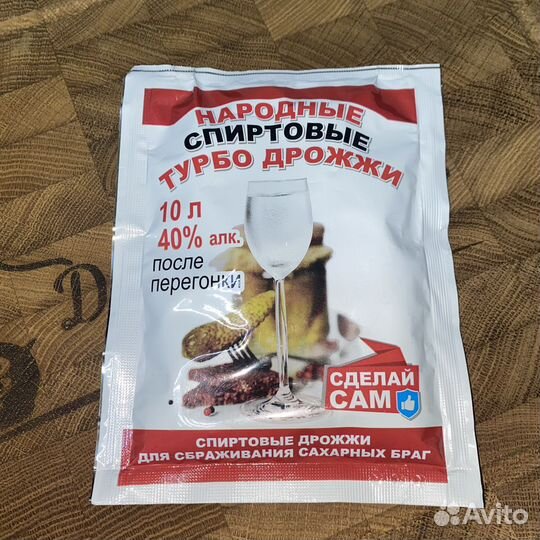 НАРОДНЫЕ
СПИРТОВЫЕ
ТУРБО ДРОЖЖИ
10 л
40% алк.
после
перегонки
СДЕЛАЙ
САМ
СПИРТОВЫЕ ДРОЖЖИ
ДЛЯ СБРАЖИВАНИЯ САХАРНЫХ БРАГ
Avito